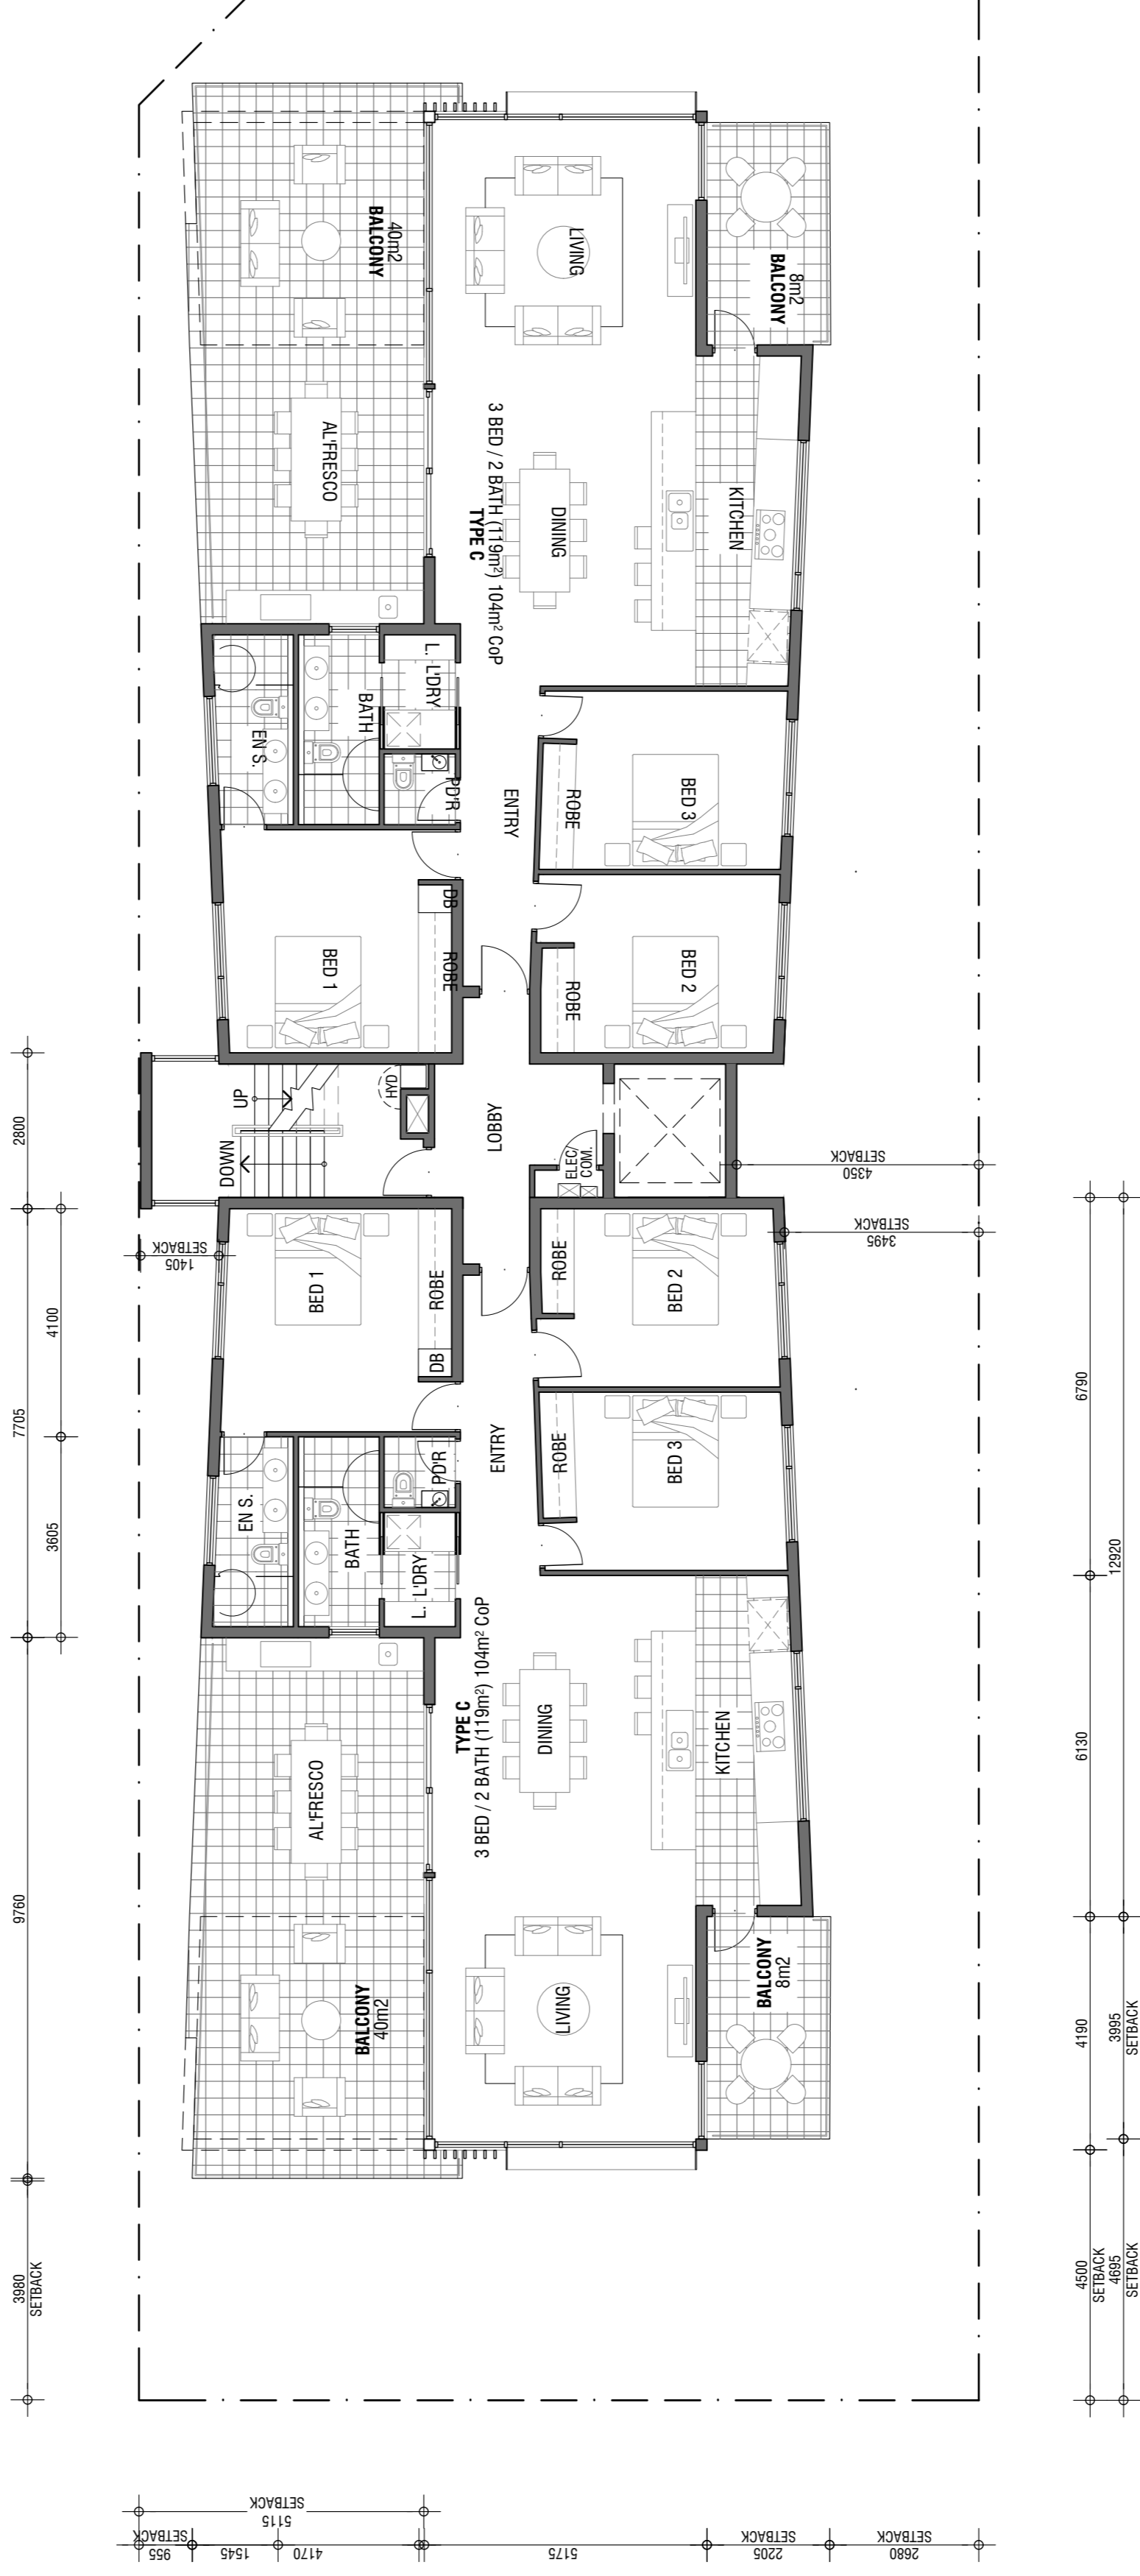 BALCONY
40m2
LIVING
BALCONY
8m2
AL'FRESCO
3 BED / 2 BATH (119m²) 104m² CoP
TYPE C
DINING
KITCHEN
EN S.
BATH
L. L'DRY
PD'R
ENTRY
ROBE
BED 3
BED 1
DB
ROBE
ROBE
BED 2
UP
DOWN
HYD
LOBBY
ELEC/
COM.
2800
SETBACK
4350
SETBACK
3495
SETBACK
1405
BED 1
ROBE
DB
ROBE
BED 2
4100
7705
6790
ENTRY
ROBE
BED 3
EN S.
BATH
PD'R
L. L'DRY
3605
12920
TYPE C
3 BED / 2 BATH (119m²) 104m² CoP
DINING
KITCHEN
AL'FRESCO
6130
9760
BALCONY
40m2
LIVING
BALCONY
8m2
4190
3995
SETBACK
3980
SETBACK
4500
SETBACK
4695
SETBACK
SETBACK
5115
SETBACK
955
1545
4170
5175
SETBACK
2205
SETBACK
2680